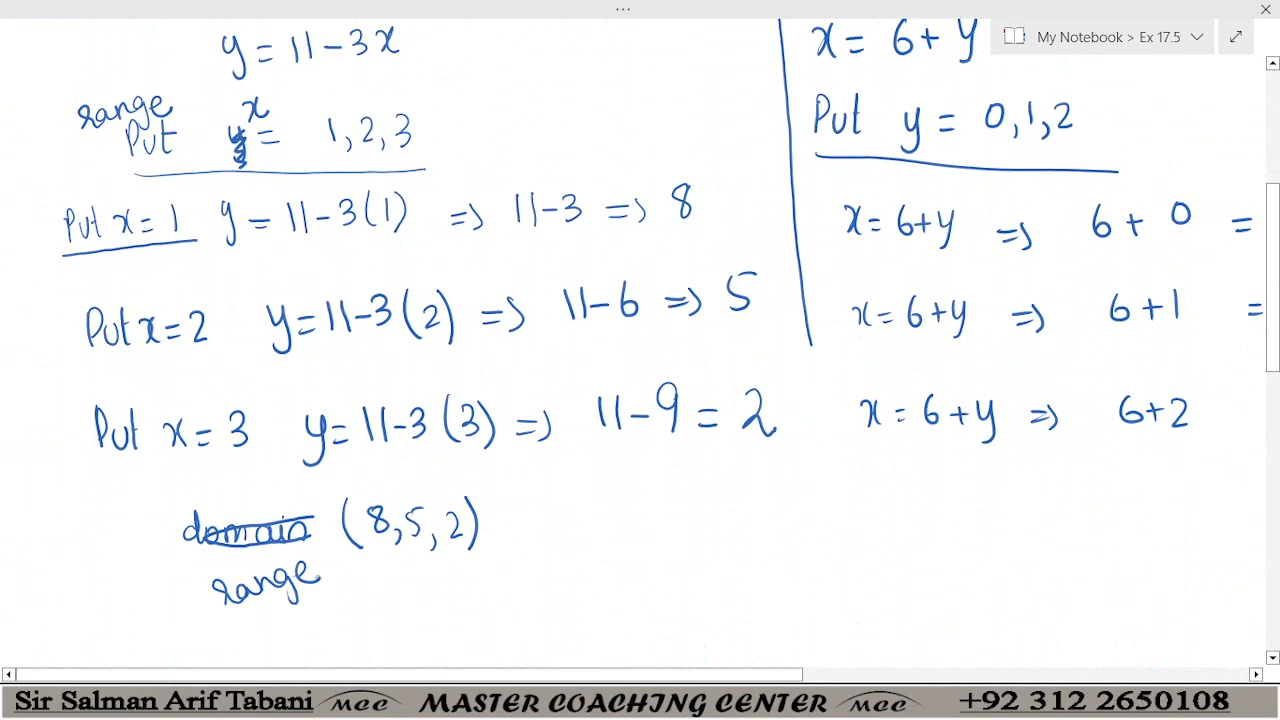 My Notebook > Ex 17.5
y = 11 - 3x
range
Put x = 1, 2, 3
Put x = 1 y = 11 - 3(1) => 11 - 3 => 8
Put x = 2 y = 11 - 3(2) => 11 - 6 => 5
Put x = 3 y = 11 - 3(3) => 11 - 9 = 2
domain (8, 5, 2)
range
x = 6 + y
Put y = 0, 1, 2
x = 6 + y => 6 + 0 =
x = 6 + y => 6 + 1 =
x = 6 + y => 6 + 2
Sir Salman Arif Tabani mcc MASTER COACHING CENTER mcc +92 312 2650108